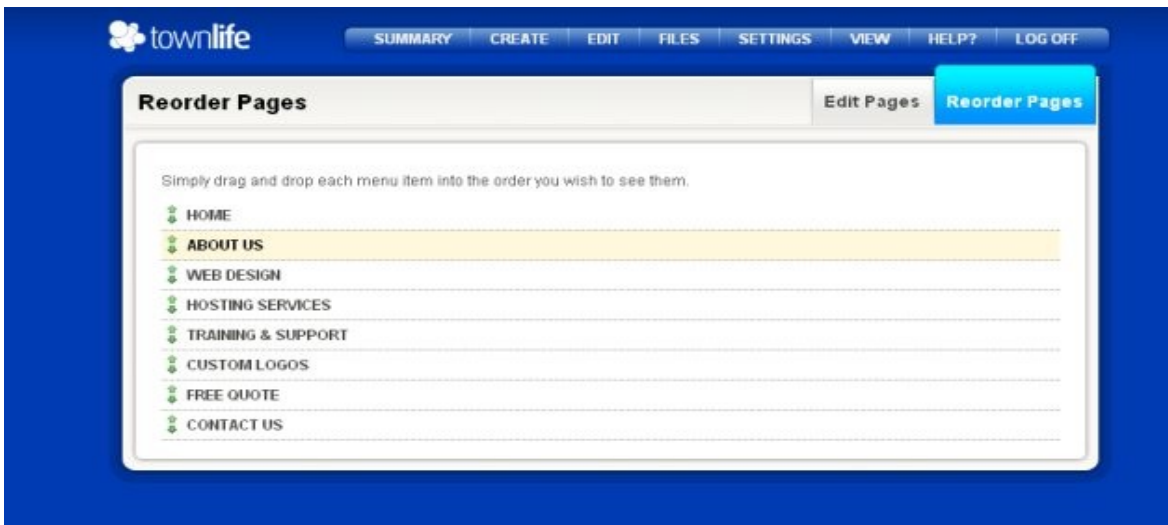 townlife
SUMMARY CREATE EDIT FILES SETTINGS VIEW HELP? LOG OFF
Reorder Pages
Edit Pages
Reorder Pages
Simply drag and drop each menu item into the order you wish to see them.
HOME
ABOUT US
WEB DESIGN
HOSTING SERVICES
TRAINING & SUPPORT
CUSTOM LOGOS
FREE QUOTE
CONTACT US